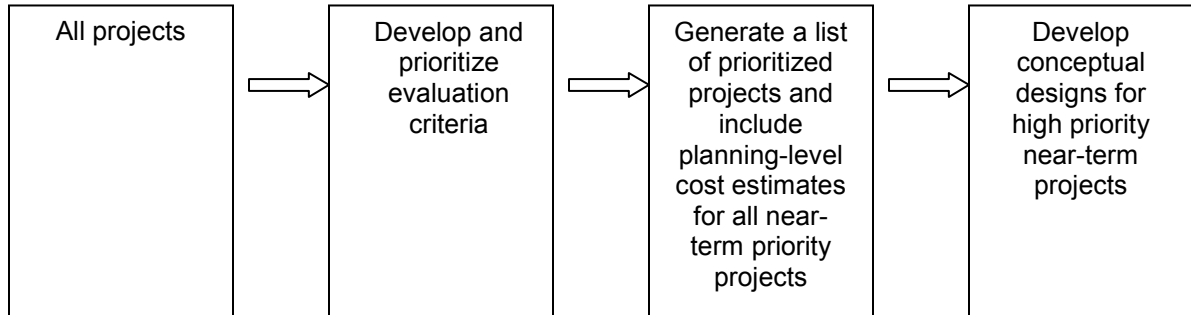 All projects
Develop and
prioritize
evaluation
criteria
Generate a list
of prioritized
projects and
include
planning-level
cost estimates
for all near-
term priority
projects
Develop
conceptual
designs for
high priority
near-term
projects